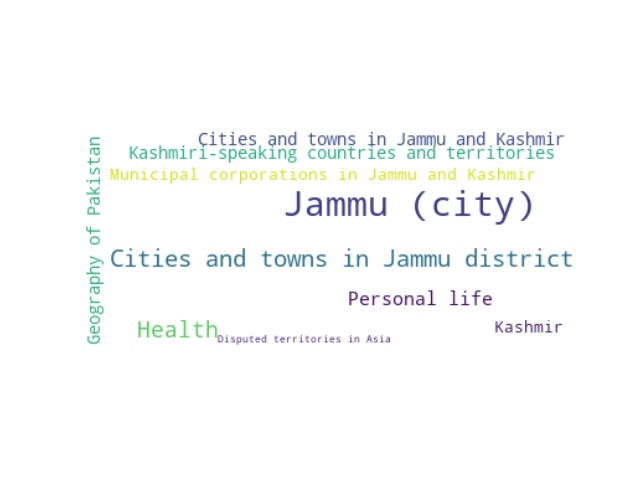 Cities and towns in Jammu and Kashmir
Kashmiri-speaking countries and territories
Municipal corporations in Jammu and Kashmir
Jammu (city)
Geography of Pakistan
Cities and towns in Jammu district
Personal life
Kashmir
Health
Disputed territories in Asia